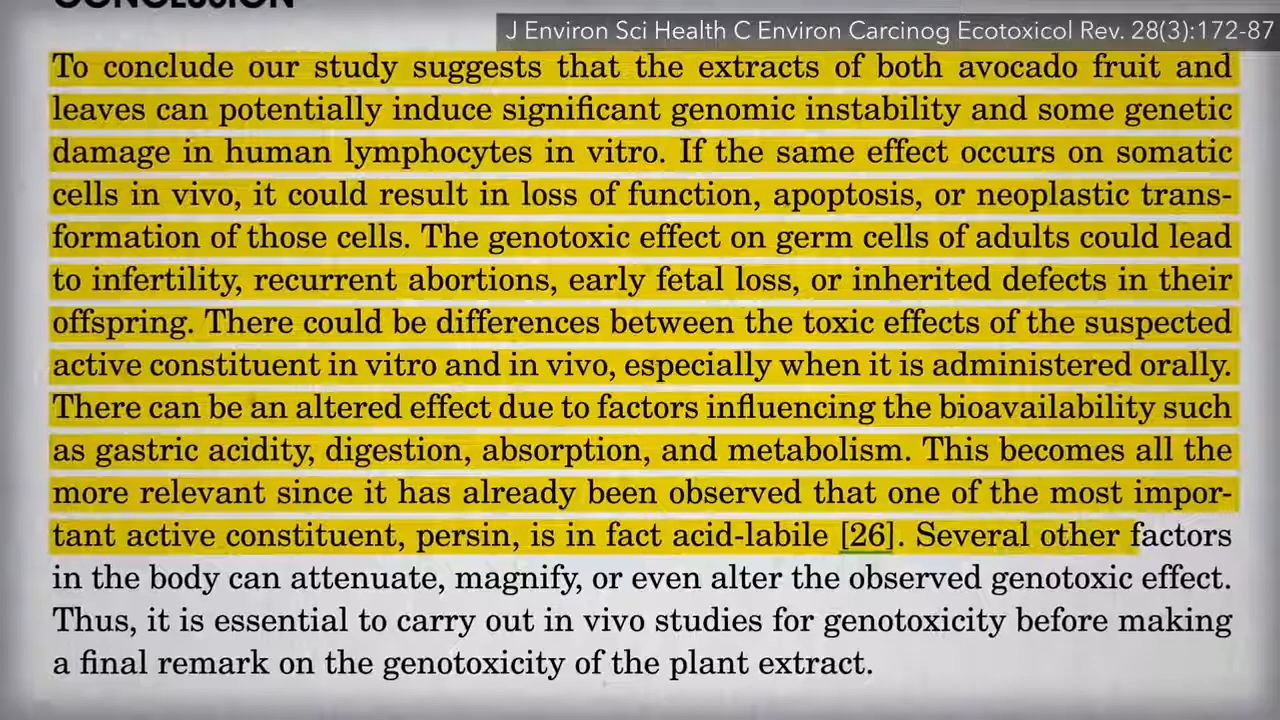 CONCLUSION
J Environ Sci Health C Environ Carcinog Ecotoxicol Rev. 28(3):172-87
To conclude our study suggests that the extracts of both avocado fruit and
leaves can potentially induce significant genomic instability and some genetic
damage in human lymphocytes in vitro. If the same effect occurs on somatic
cells in vivo, it could result in loss of function, apoptosis, or neoplastic trans-
formation of those cells. The genotoxic effect on germ cells of adults could lead
to infertility, recurrent abortions, early fetal loss, or inherited defects in their
offspring. There could be differences between the toxic effects of the suspected
active constituent in vitro and in vivo, especially when it is administered orally.
There can be an altered effect due to factors influencing the bioavailability such
as gastric acidity, digestion, absorption, and metabolism. This becomes all the
more relevant since it has already been observed that one of the most impor-
tant active constituent, persin, is in fact acid-labile [26]. Several other factors
in the body can attenuate, magnify, or even alter the observed genotoxic effect.
Thus, it is essential to carry out in vivo studies for genotoxicity before making
a final remark on the genotoxicity of the plant extract.